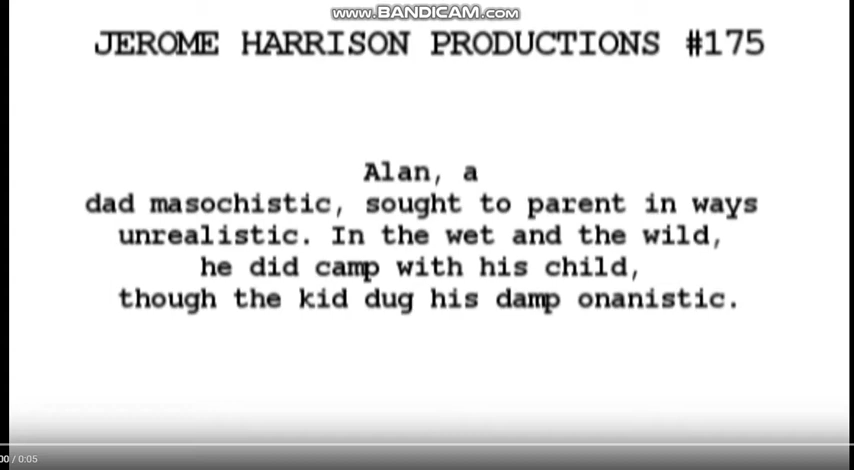 www.BANDICAM.com
JEROME HARRISON PRODUCTIONS #175
Alan, a
dad masochistic, sought to parent in ways
unrealistic. In the wet and the wild,
he did camp with his child,
though the kid dug his damp onanistic.
00 / 0:05